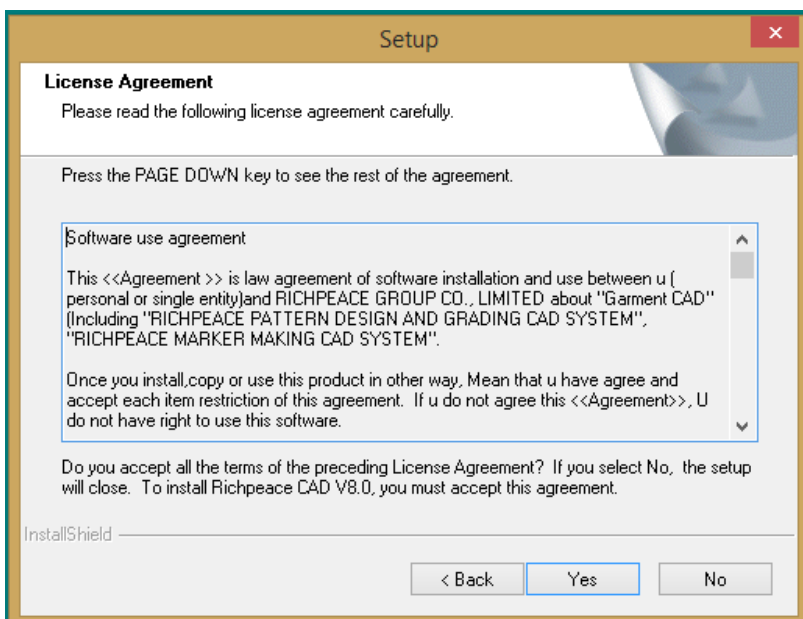 Setup
License Agreement
Please read the following license agreement carefully.
Press the PAGE DOWN key to see the rest of the agreement.
Software use agreement
This <<Agreement >> is law agreement of software installation and use between u (
personal or single entity)and RICHPEACE GROUP CO., LIMITED about "Garment CAD"
(Including "RICHPEACE PATTERN DESIGN AND GRADING CAD SYSTEM",
"RICHPEACE MARKER MAKING CAD SYSTEM".
Once you install,copy or use this product in other way, Mean that u have agree and
accept each item restriction of this agreement.  If u do not agree this <<Agreement>>, U
do not have right to use this software.
Do you accept all the terms of the preceding License Agreement?  If you select No,  the setup
will close.  To install Richpeace CAD V8.0, you must accept this agreement.
InstallShield
< Back
Yes
No